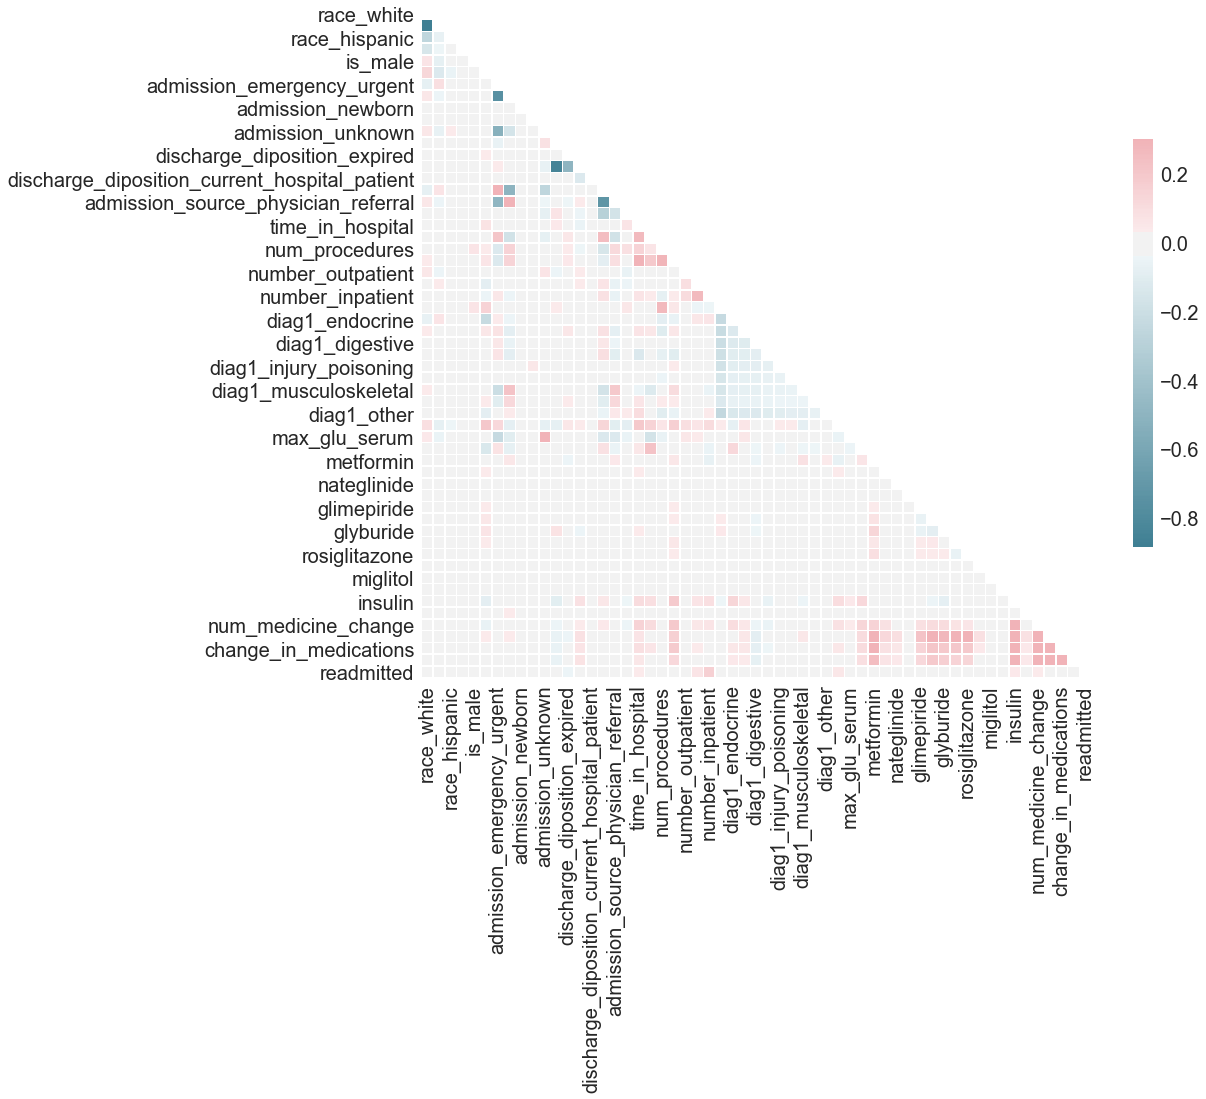 race_white
race_hispanic
is_male
admission_emergency_urgent
admission_newborn
admission_unknown
discharge_diposition_expired
discharge_diposition_current_hospital_patient
admission_source_physician_referral
time_in_hospital
num_procedures
number_outpatient
number_inpatient
diag1_endocrine
diag1_digestive
diag1_injury_poisoning
diag1_musculoskeletal
diag1_other
max_glu_serum
metformin
nateglinide
glimepiride
glyburide
rosiglitazone
miglitol
insulin
num_medicine_change
change_in_medications
readmitted
race_white
race_hispanic
is_male
admission_emergency_urgent
admission_newborn
admission_unknown
discharge_diposition_expired
discharge_diposition_current_hospital_patient
admission_source_physician_referral
time_in_hospital
num_procedures
number_outpatient
number_inpatient
diag1_endocrine
diag1_digestive
diag1_injury_poisoning
diag1_musculoskeletal
diag1_other
max_glu_serum
metformin
nateglinide
glimepiride
glyburide
rosiglitazone
miglitol
insulin
num_medicine_change
change_in_medications
readmitted
0.2
0.0
−0.2
−0.4
−0.6
−0.8